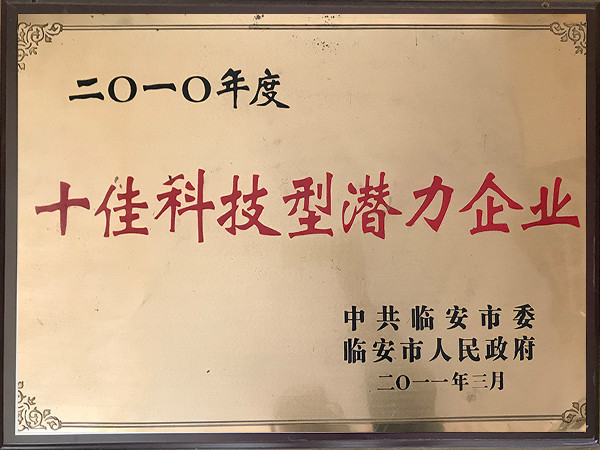 二〇一〇年度
十佳科技型潜力企业
中共临安市委
临安市人民政府
二〇一一年三月